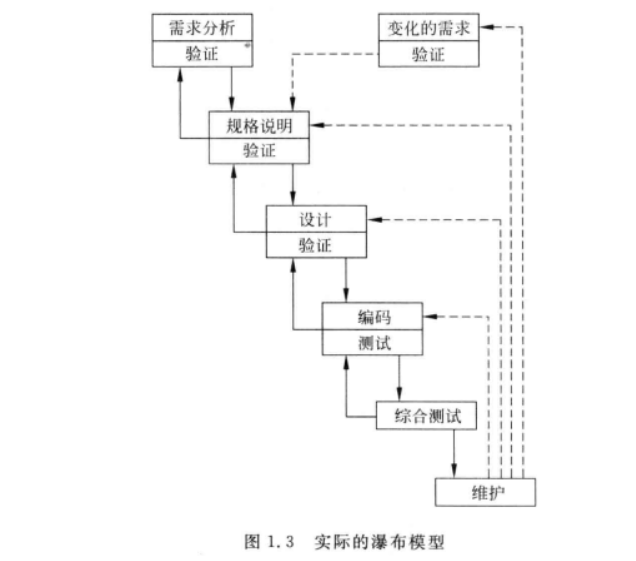 需求分析
验证
变化的需求
验证
规格说明
验证
设计
验证
编码
测试
综合测试
维护
图 1.3 实际的瀑布模型